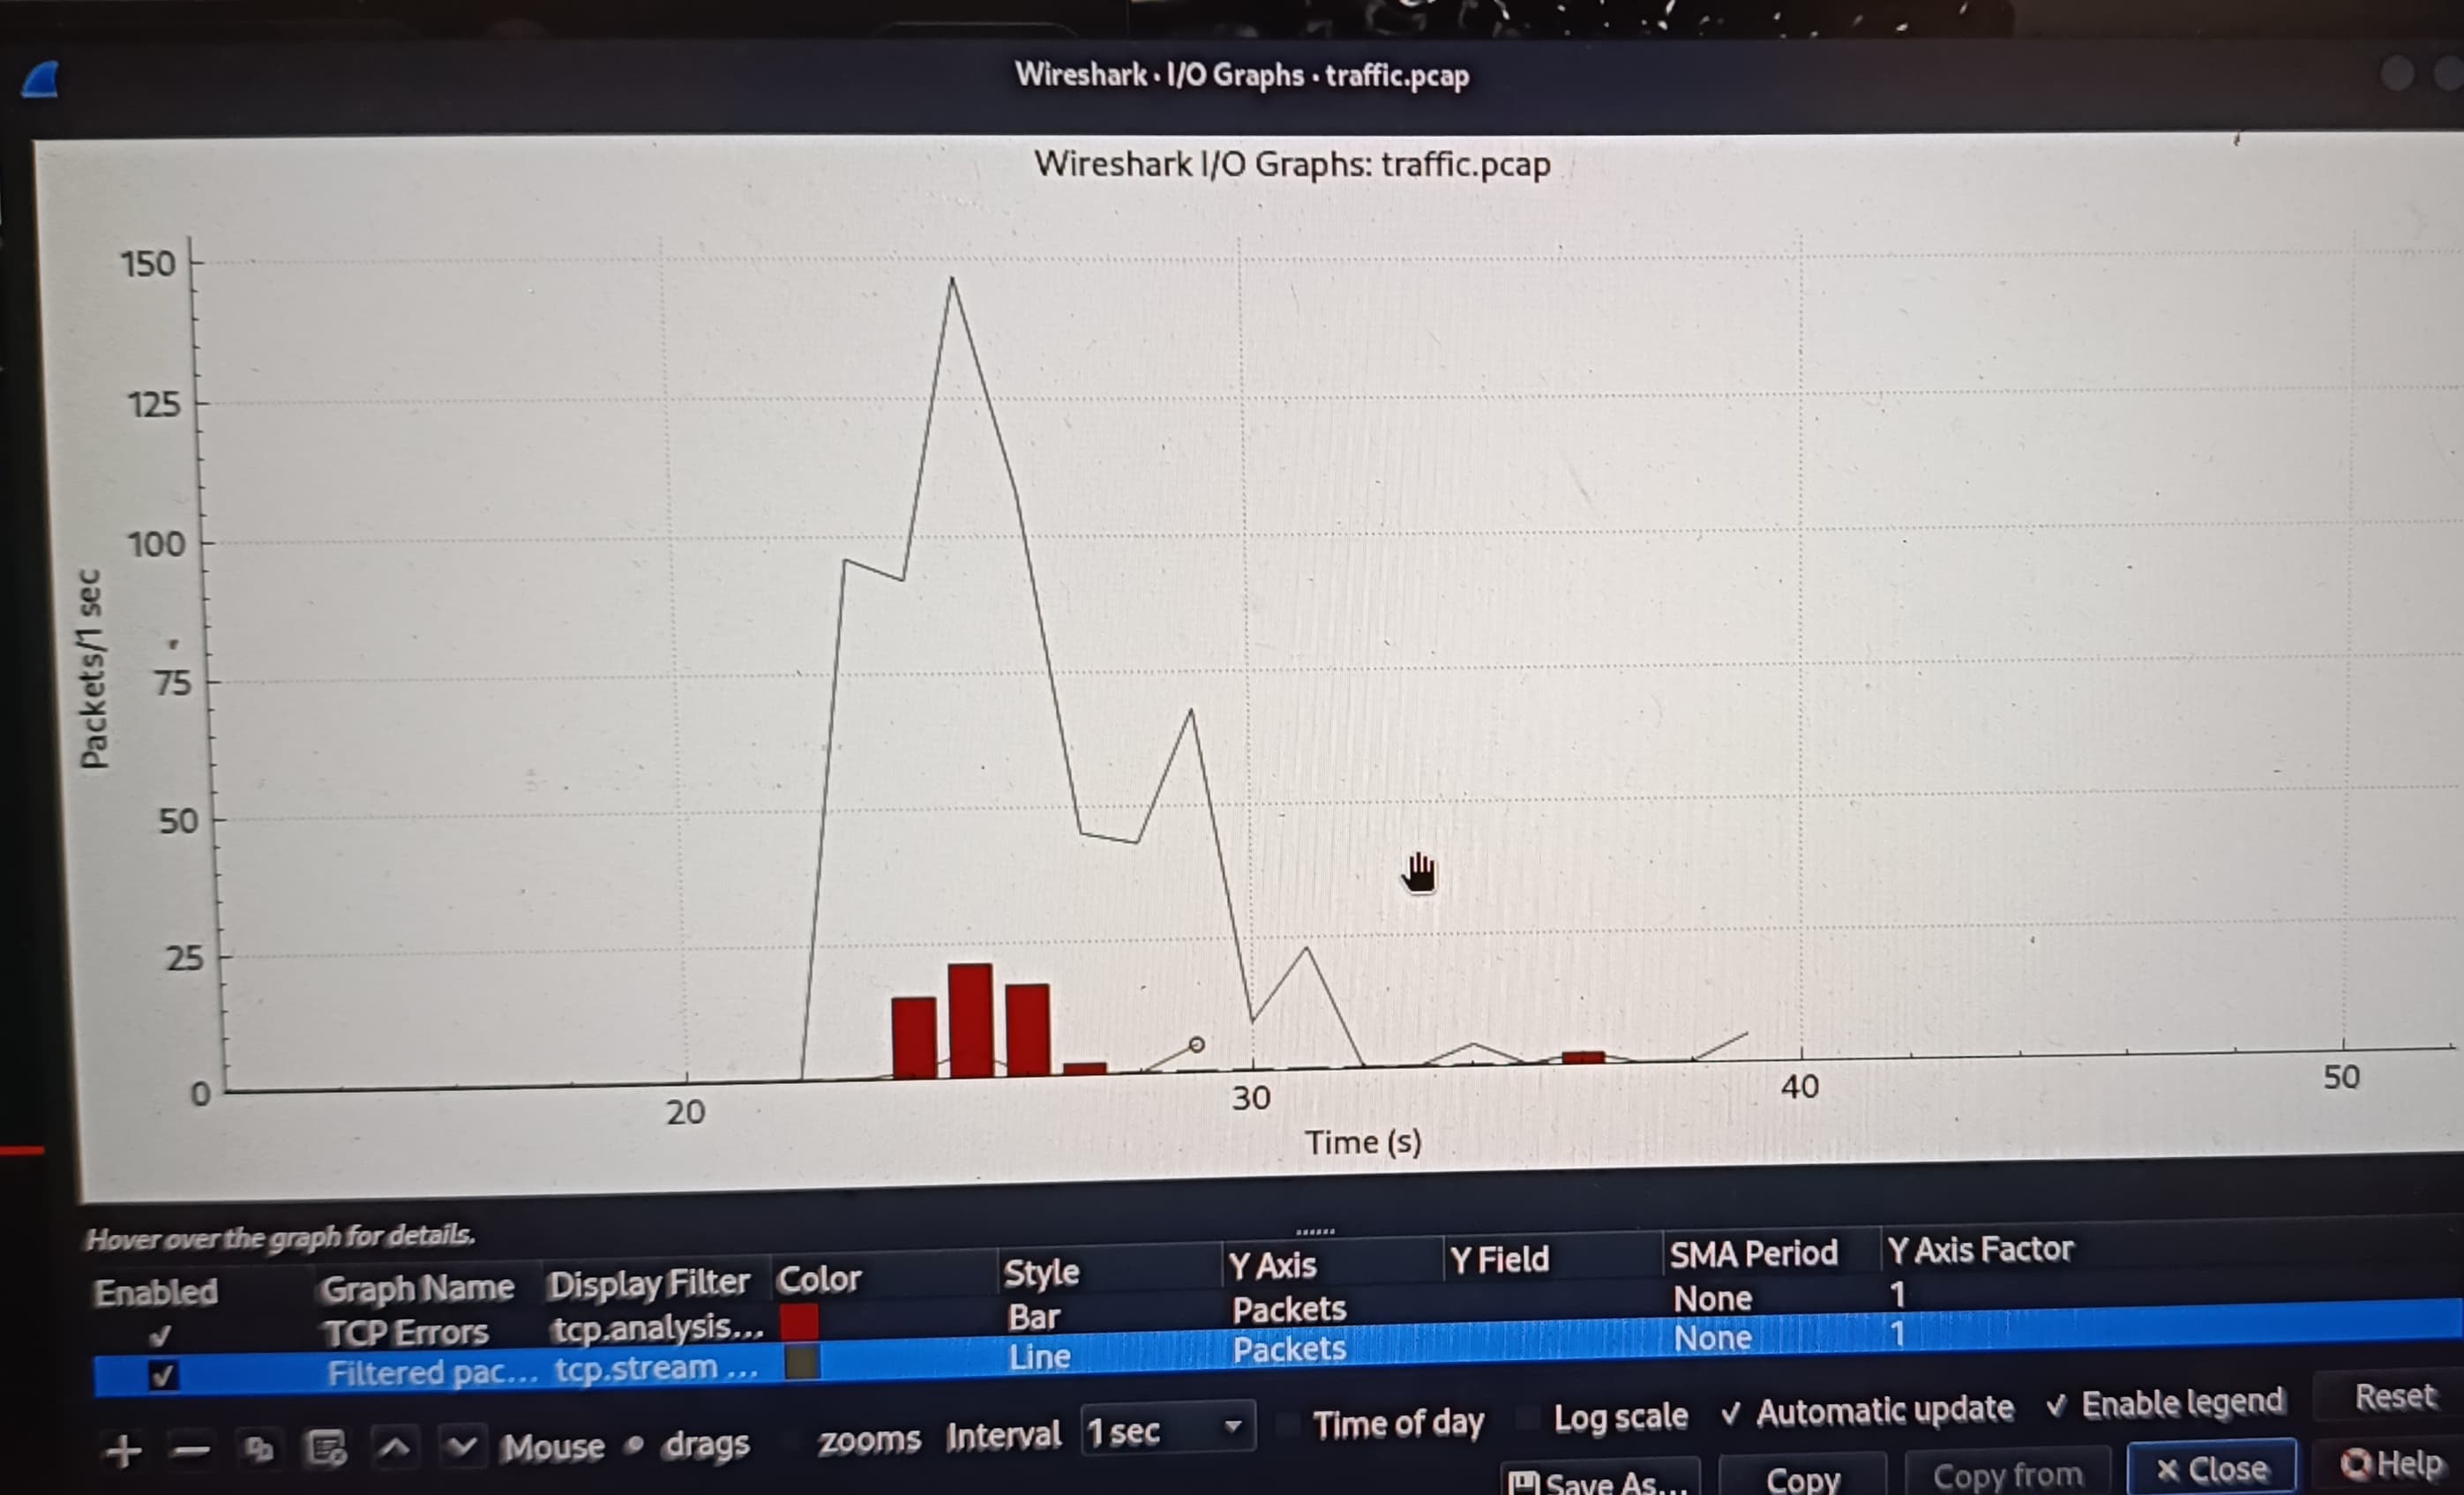 Wireshark · I/O Graphs · traffic.pcap
Wireshark I/O Graphs: traffic.pcap
150
125
100
75
50
25
0
Packets/1 sec
20 30 40 50
Time (s)
Hover over the graph for details.
Enabled Graph Name Display Filter Color Style Y Axis Y Field SMA Period Y Axis Factor
✓ TCP Errors tcp.analysis... Bar Packets None 1
✓ Filtered pac... tcp.stream ... Line Packets None 1
Mouse drags zooms Interval 1 sec Time of day Log scale ✓ Automatic update ✓ Enable legend Reset
Save As... Copy Copy from × Close Help